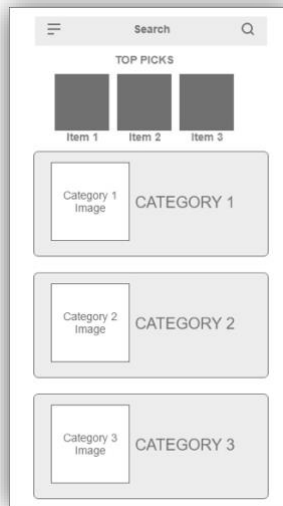 Search
TOP PICKS
Item 1 Item 2 Item 3
Category 1
Image
CATEGORY 1
Category 2
Image
CATEGORY 2
Category 3
Image
CATEGORY 3